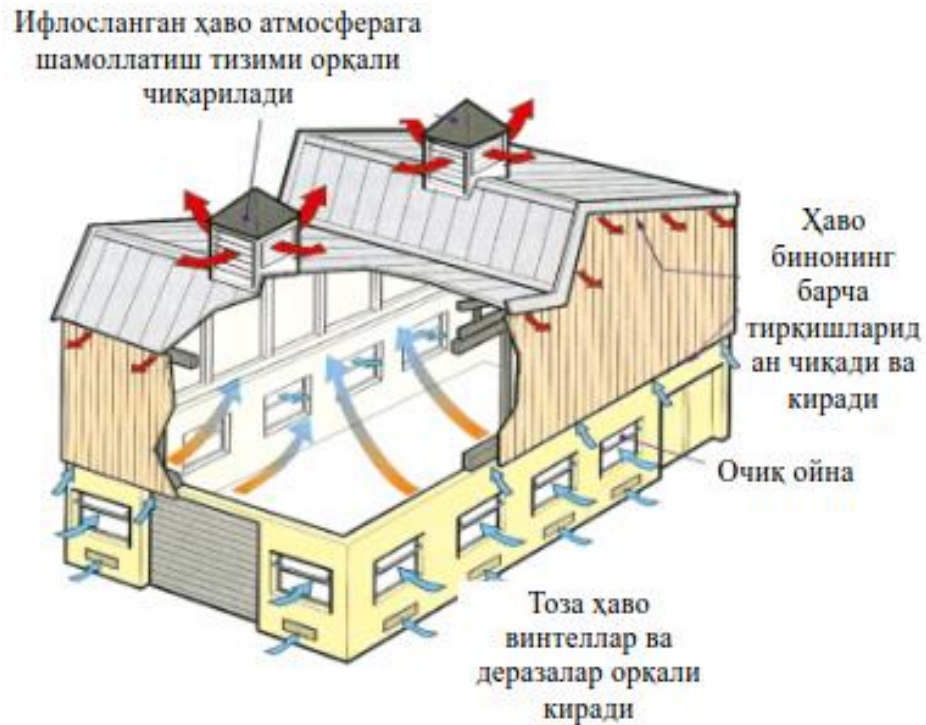 Ифлосланган ҳаво атмосферага
шамоллатиш тизими орқали
чиқарилади
Ҳаво
бинонинг
барча
тирқишларид
ан чиқади ва
киради
Очиқ ойна
Тоза ҳаво
винтеллар ва
деразалар орқали
киради